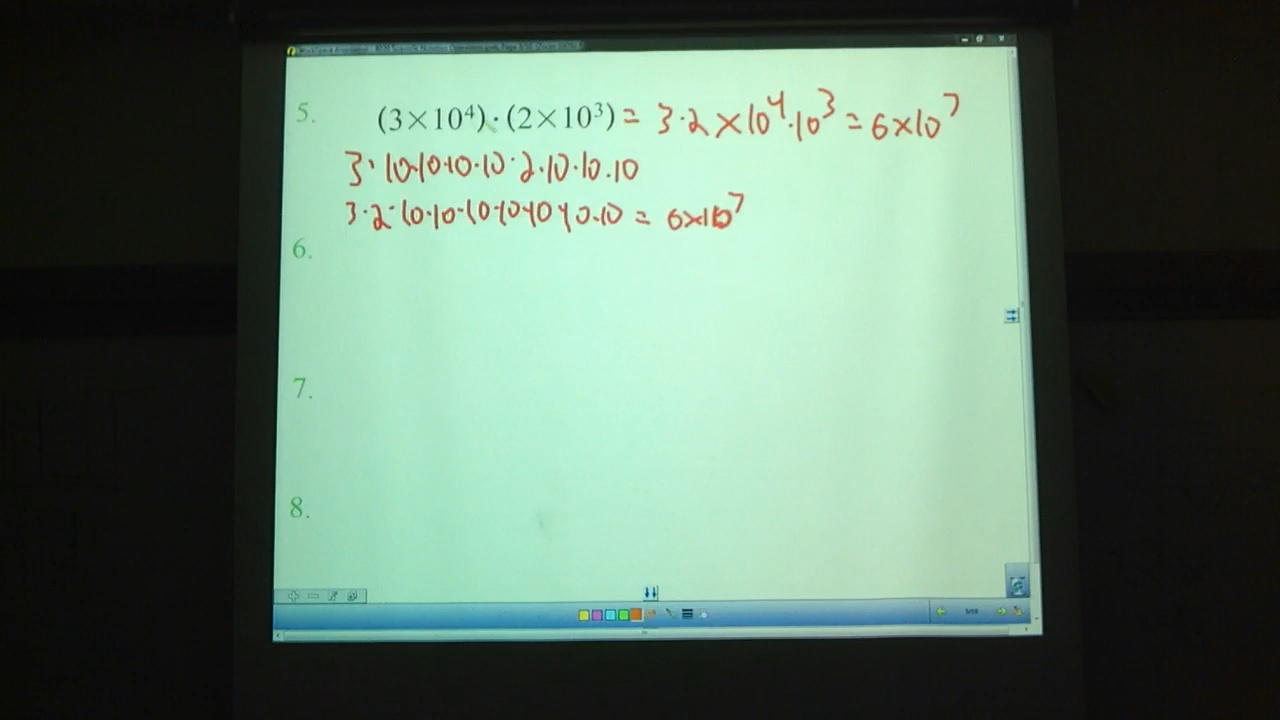 5. (3×10⁴)·(2×10³) = 3·2×10⁴·10³ = 6×10⁷
3·10·10·10·10·2·10·10·10
3·2·10·10·10·10·10·10·10 = 6×10⁷
6.
7.
8.